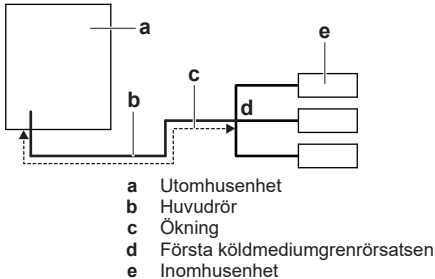 a
e
c
b
d
a Utomhusenhet
b Huvudrör
c Ökning
d Första köldmediumgrenrörsatsen
e Inomhusenhet